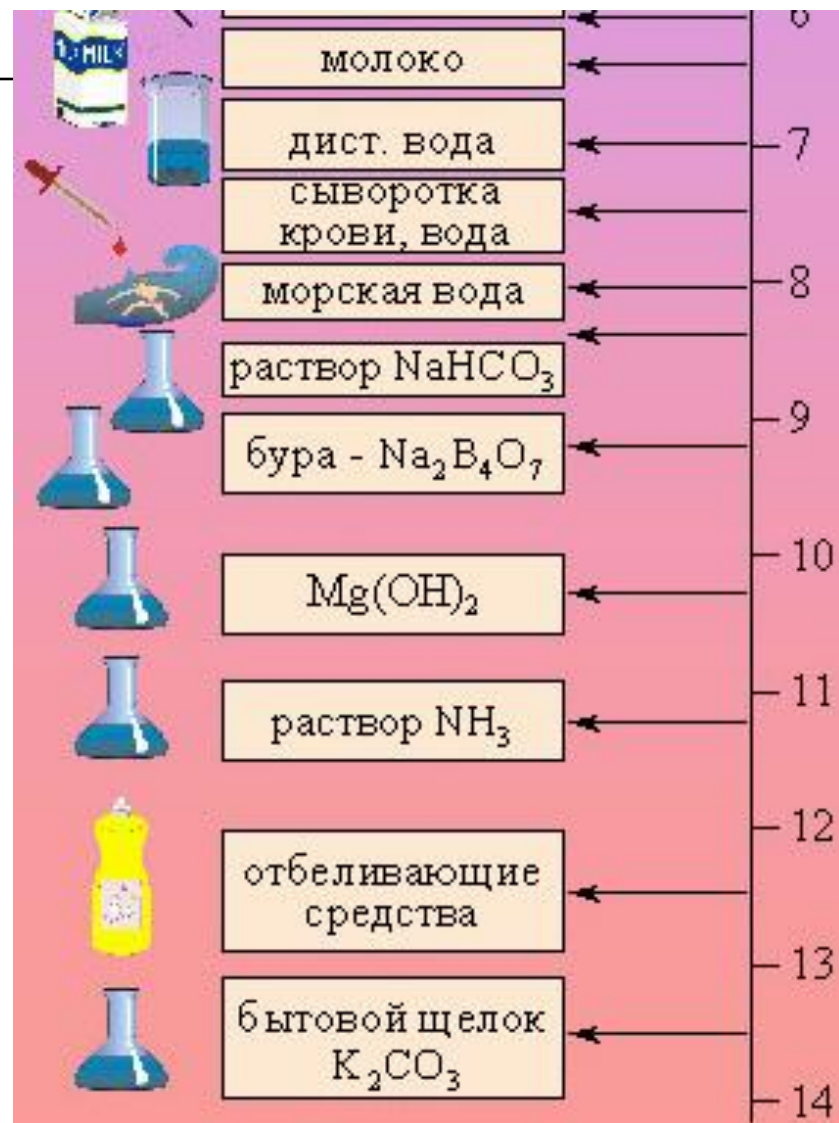 6
MILK
молоко
дист. вода
7
сыворотка
крови, вода
морская вода
8
раствор NaHCO₃
9
бура - Na₂B₄O₇
10
Mg(OH)₂
11
раствор NH₃
12
отбеливающие
средства
13
бытовой щелок
K₂CO₃
14